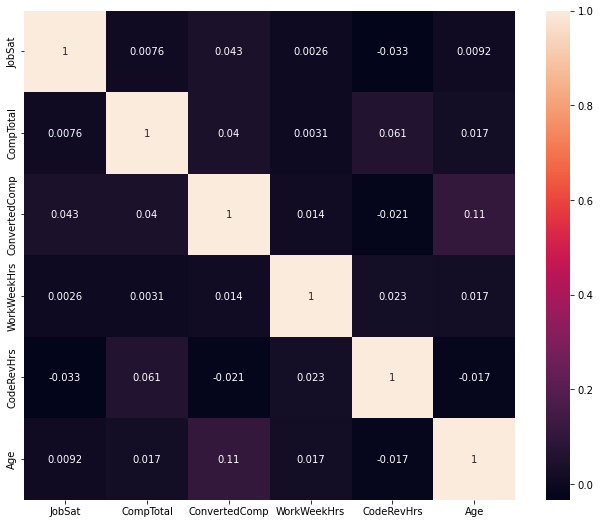 JobSat 1 0.0076 0.043 0.0026 -0.033 0.0092
CompTotal 0.0076 1 0.04 0.0031 0.061 0.017
ConvertedComp 0.043 0.04 1 0.014 -0.021 0.11
WorkWeekHrs 0.0026 0.0031 0.014 1 0.023 0.017
CodeRevHrs -0.033 0.061 -0.021 0.023 1 -0.017
Age 0.0092 0.017 0.11 0.017 -0.017 1
JobSat CompTotal ConvertedComp WorkWeekHrs CodeRevHrs Age
1.0
0.8
0.6
0.4
0.2
0.0